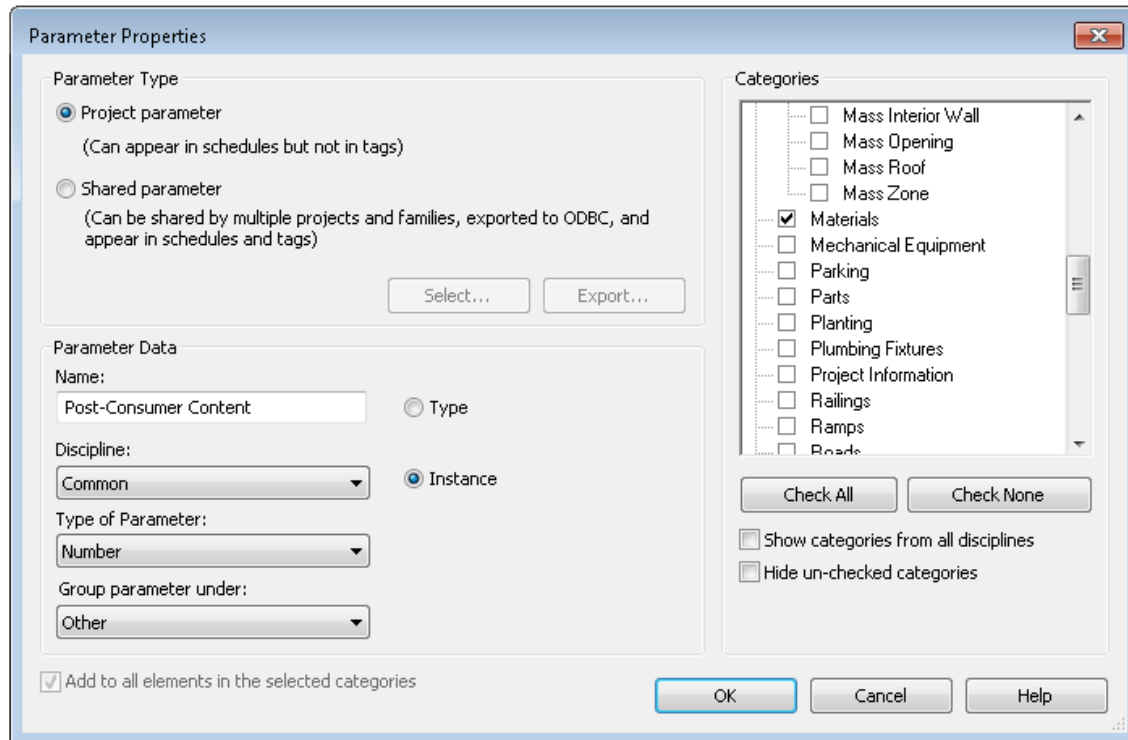 Parameter Properties
Parameter Type
Project parameter
(Can appear in schedules but not in tags)
Shared parameter
(Can be shared by multiple projects and families, exported to ODBC, and
appear in schedules and tags)
Select...
Export...
Parameter Data
Name:
Post-Consumer Content
Type
Discipline:
Common
Instance
Type of Parameter:
Number
Group parameter under:
Other
Add to all elements in the selected categories
Categories
Mass Interior Wall
Mass Opening
Mass Roof
Mass Zone
Materials
Mechanical Equipment
Parking
Parts
Planting
Plumbing Fixtures
Project Information
Railings
Ramps
Roads
Check All
Check None
Show categories from all disciplines
Hide un-checked categories
OK
Cancel
Help